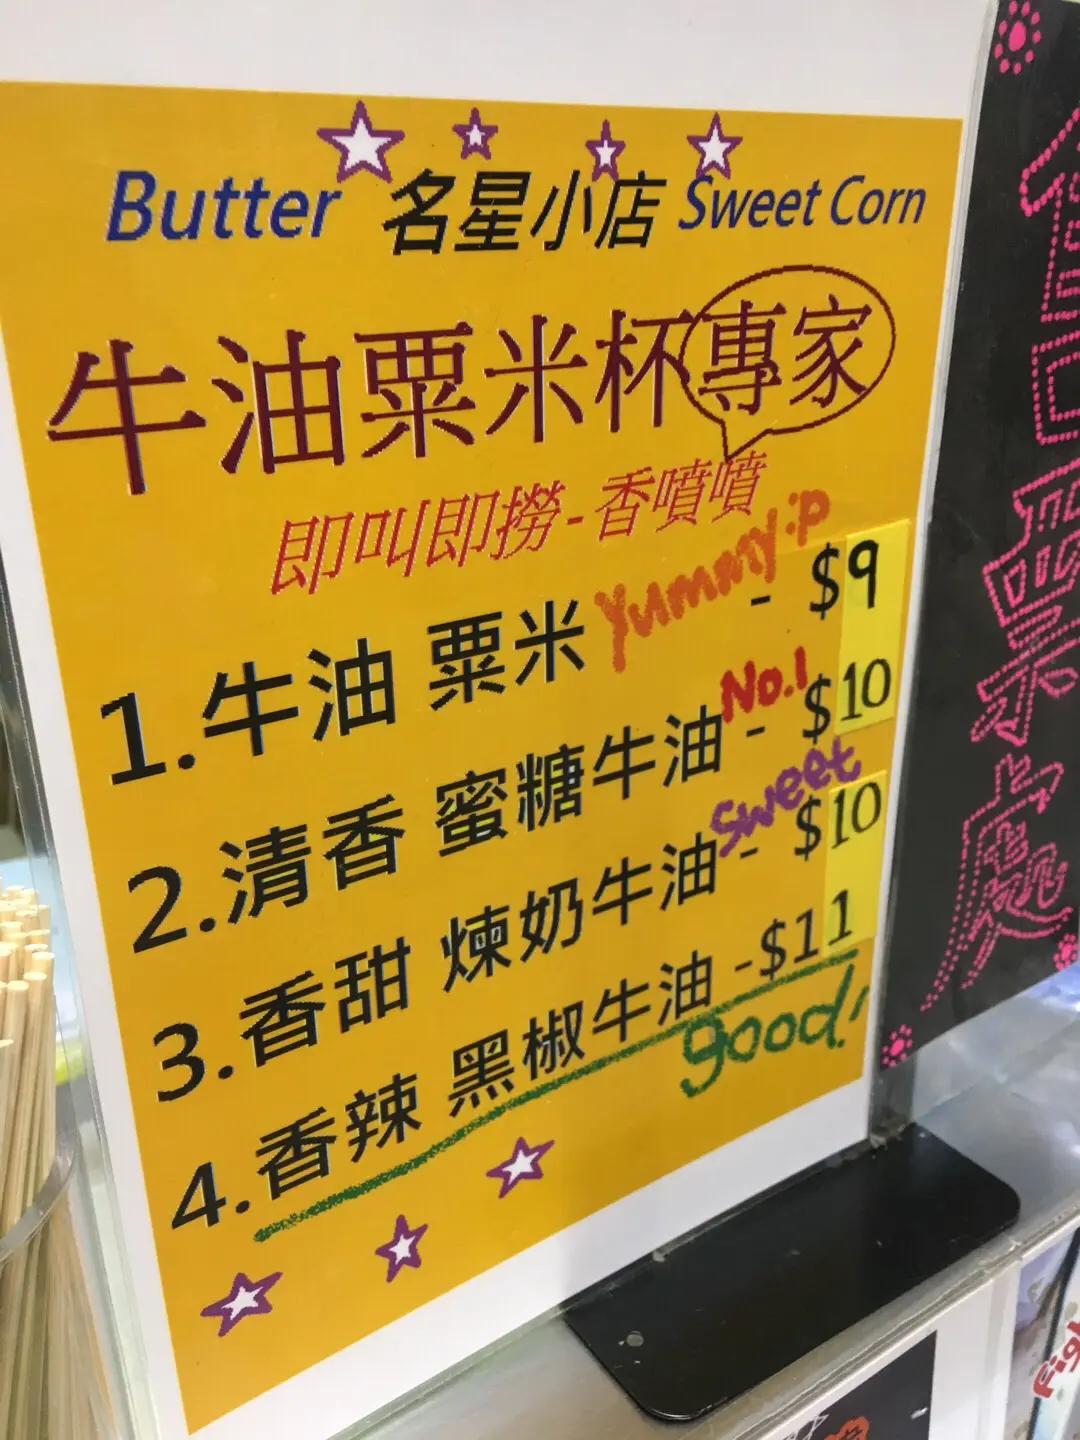 Butter 名星小店 Sweet Corn
牛油粟米杯專家
即叫即撈-香噴噴
Yummy:p
1.牛油 粟米 - $9
No.1
2.清香 蜜糖牛油 - $10
Sweet
3.香甜 煉奶牛油 - $10
4.香辣 黑椒牛油 -$11
good!